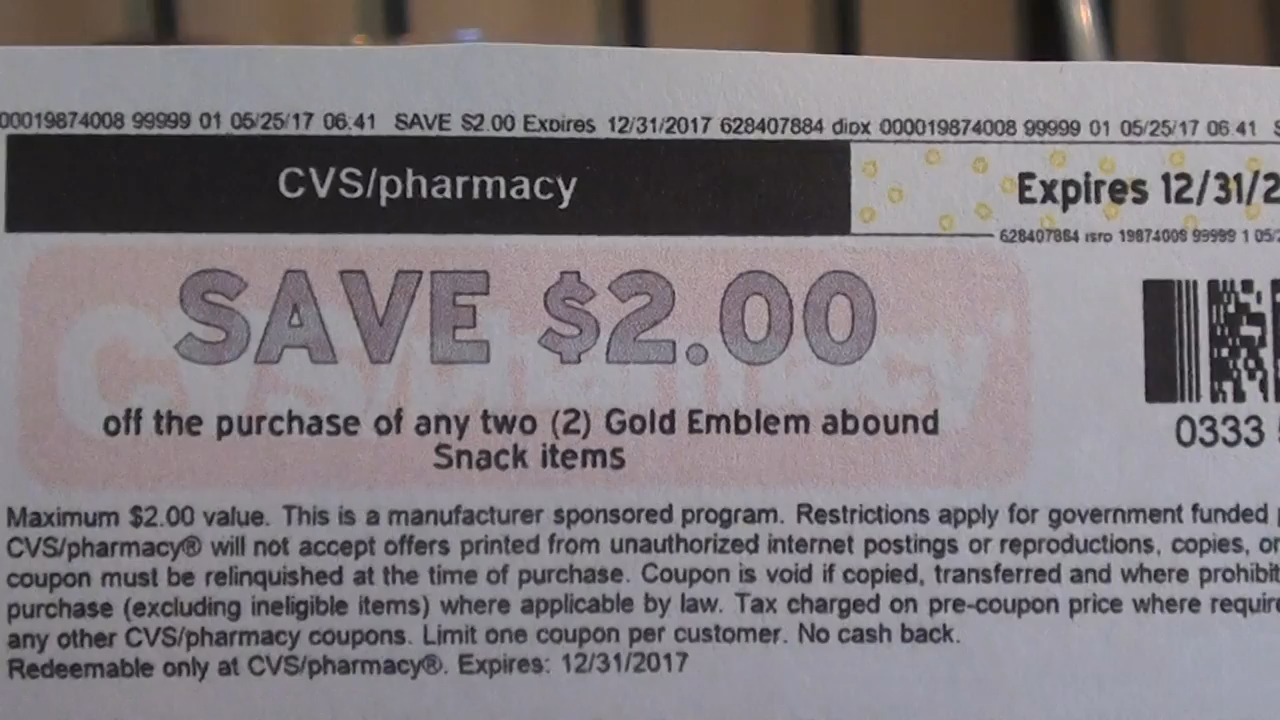 00019874008 99999 01 05/25/17 06:41 SAVE $2.00 Expires 12/31/2017 628407884 dipx 000019874008 99999 01 05/25/17 06:41
CVS/pharmacy
Expires 12/31/2
628407884 isro 19874008 99999 1 05/
SAVE $2.00
off the purchase of any two (2) Gold Emblem abound
Snack items
0333
Maximum $2.00 value. This is a manufacturer sponsored program. Restrictions apply for government funded
CVS/pharmacy® will not accept offers printed from unauthorized internet postings or reproductions, copies, or
coupon must be relinquished at the time of purchase. Coupon is void if copied, transferred and where prohibit
purchase (excluding ineligible items) where applicable by law. Tax charged on pre-coupon price where require
any other CVS/pharmacy coupons. Limit one coupon per customer. No cash back.
Redeemable only at CVS/pharmacy®. Expires: 12/31/2017